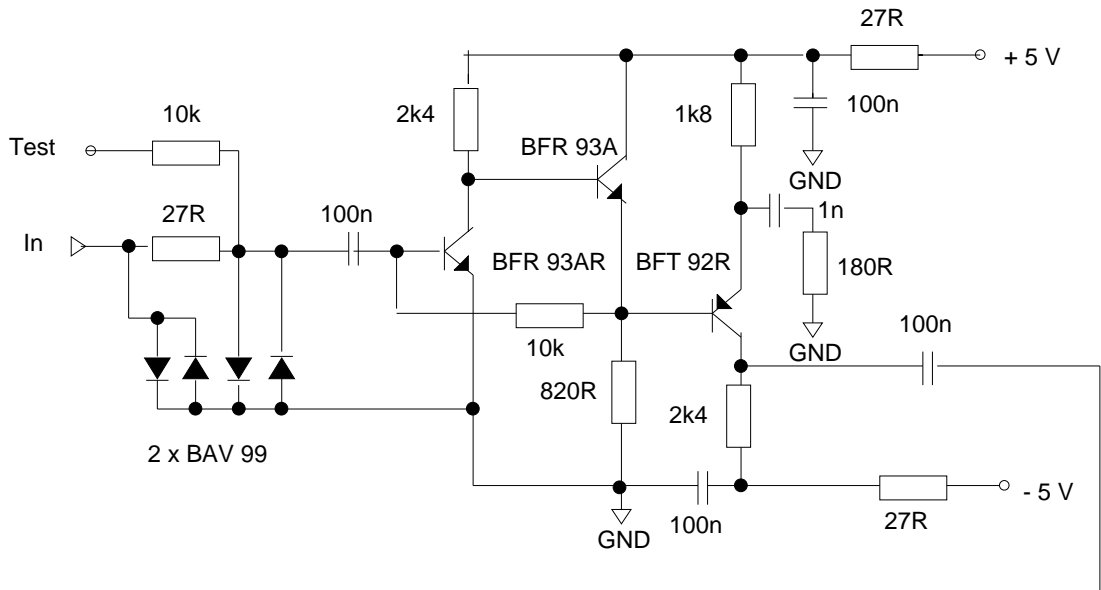 27R
+ 5 V
10k
2k4
1k8
100n
Test
BFR 93A
GND
27R
100n
1n
In
BFR 93AR
BFT 92R
180R
100n
GND
10k
820R
2k4
2 x BAV 99
- 5 V
100n
27R
GND